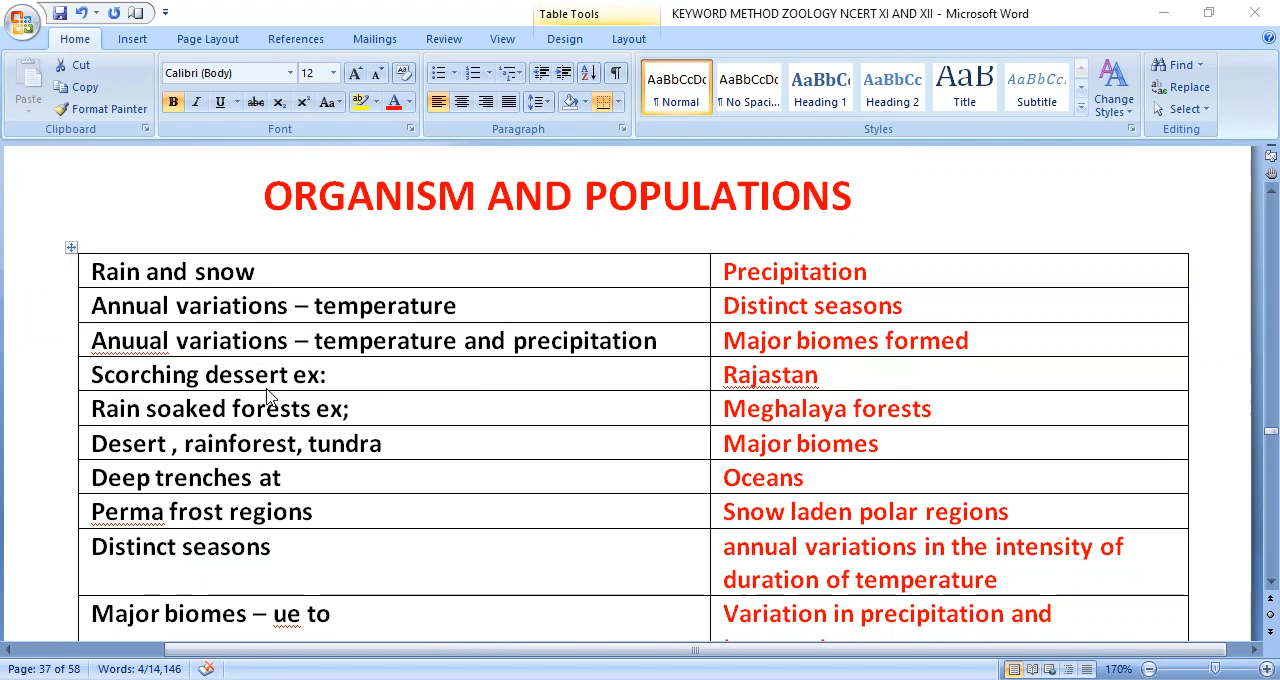 Table Tools
KEYWORD METHOD ZOOLOGY NCERT XI AND XII - Microsoft Word
Home Insert Page Layout References Mailings Review View Design Layout
Paste
Cut
Copy
Format Painter
Clipboard
Calibri (Body) 12
Font
Paragraph
AaBbCcDc AaBbCcDc AaBbCc AaBbCc AaB AaBbCc.
¶ Normal ¶ No Spaci... Heading 1 Heading 2 Title Subtitle
Change
Styles
Styles
Find
Replace
Select
Editing
ORGANISM AND POPULATIONS
Rain and snow Precipitation
Annual variations – temperature Distinct seasons
Anuual variations – temperature and precipitation Major biomes formed
Scorching dessert ex: Rajastan
Rain soaked forests ex; Meghalaya forests
Desert , rainforest, tundra Major biomes
Deep trenches at Oceans
Perma frost regions Snow laden polar regions
Distinct seasons annual variations in the intensity of
duration of temperature
Major biomes – ue to Variation in precipitation and
Page: 37 of 58 Words: 4/14,146 170%